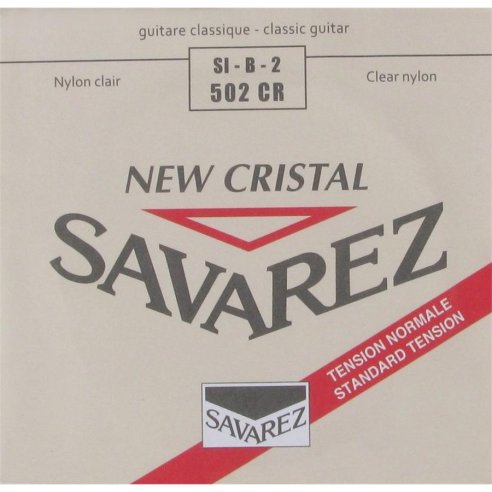 guitare classique - classic guitar
SI - B - 2
Nylon clair
502 CR
Clear nylon
NEW CRISTAL
SAVAREZ
TENSION NORMALE
STANDARD TENSION
SAVAREZ